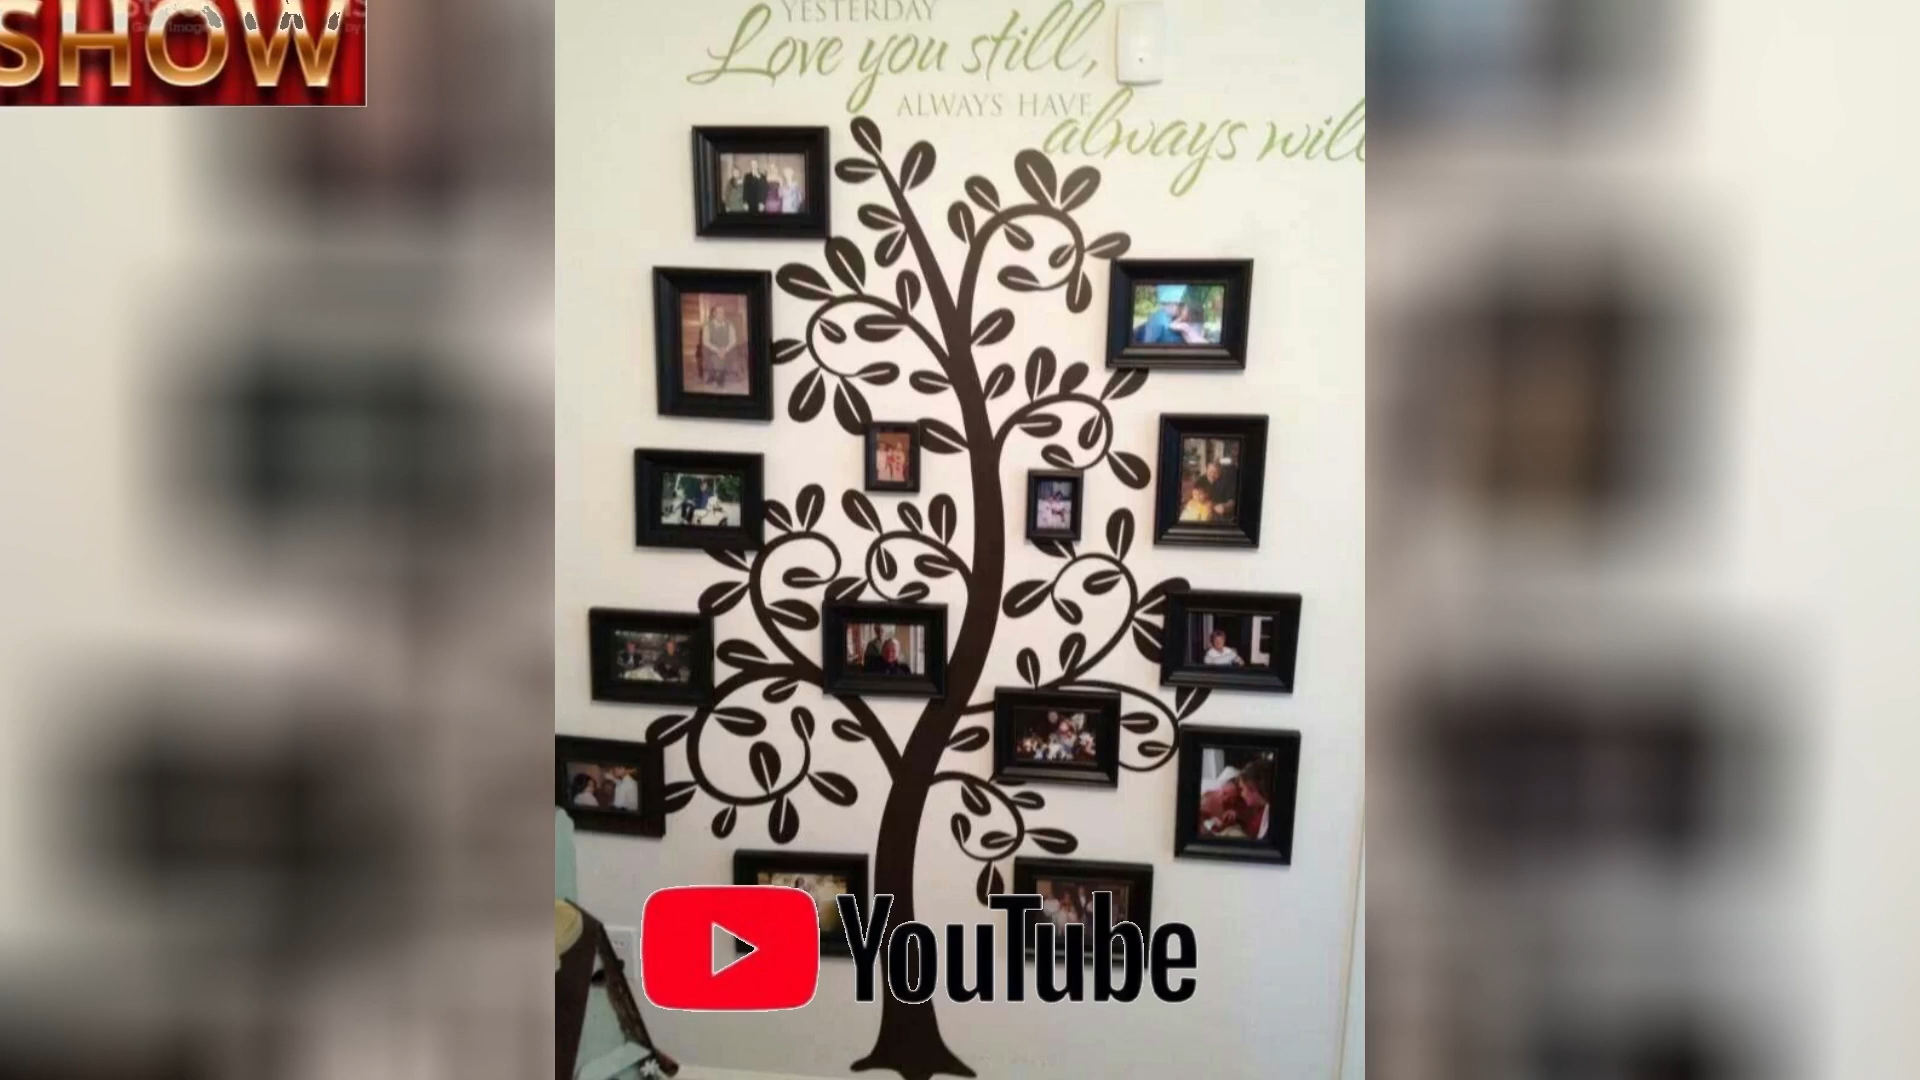 SHOW
YESTERDAY
Love you still,
ALWAYS HAVE
always will
YouTube